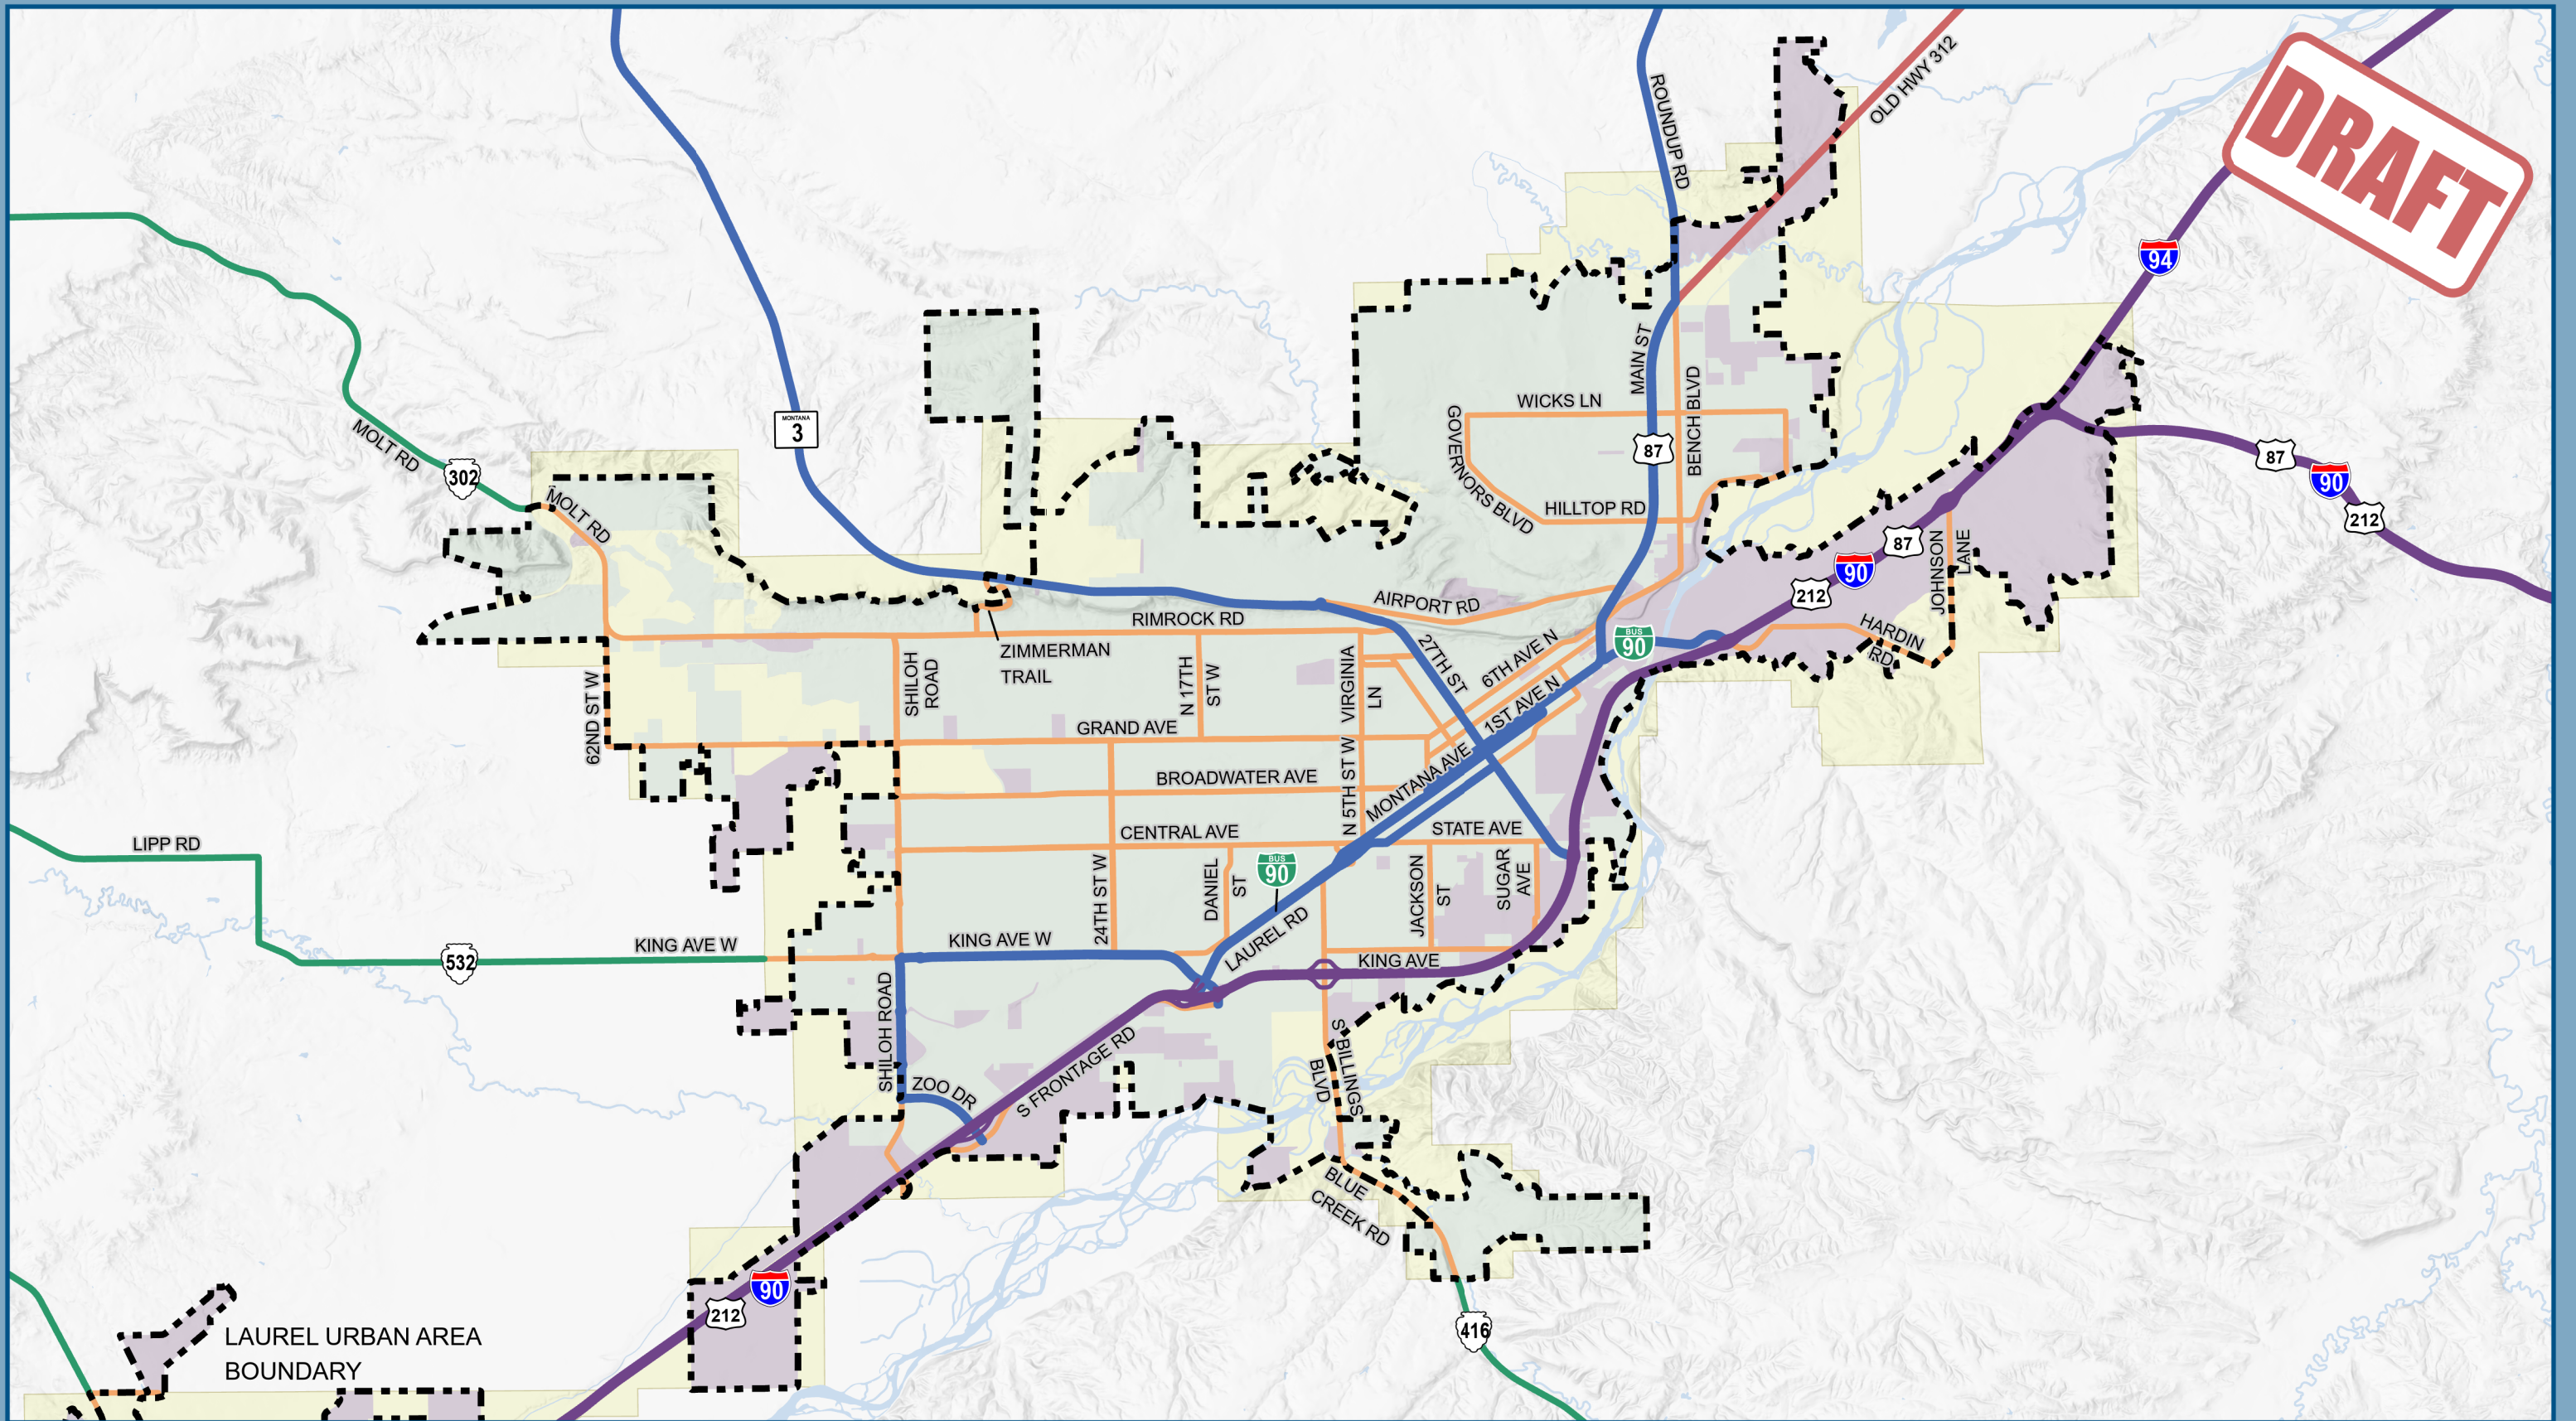 OLD HWY 312
ROUNDUP RD
DRAFT
94
MONTANA
3
MAIN ST
BENCH BLVD
WICKS LN
GOVERNORS BLVD
87
HILLTOP RD
MOLT RD
302
MOLT RD
87
90
212
87
90
212
JOHNSON
LANE
HARDIN
RD
AIRPORT RD
RIMROCK RD
BUS
90
ZIMMERMAN
TRAIL
27TH ST
6TH AVE N
1ST AVE N
62ND ST W
SHILOH
ROAD
N 17TH
ST W
VIRGINIA
LN
GRAND AVE
BROADWATER AVE
N 5TH ST W
MONTANA AVE
CENTRAL AVE
STATE AVE
LIPP RD
24TH ST W
DANIEL
ST
BUS
90
JACKSON
ST
SUGAR
AVE
LAUREL RD
KING AVE W
532
KING AVE W
KING AVE
SHILOH ROAD
ZOO DR
S FRONTAGE RD
S BILLINGS
BLVD
BLUE
CREEK RD
90
212
416
LAUREL URBAN AREA
BOUNDARY